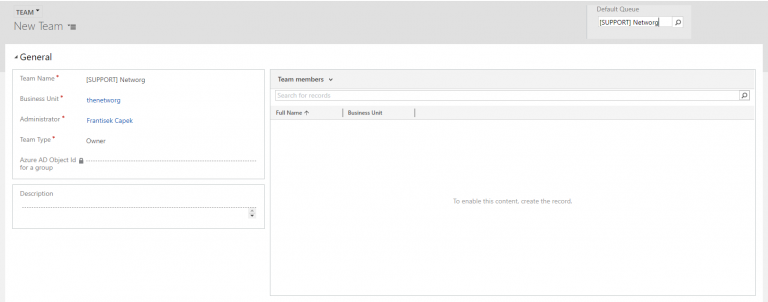 TEAM
New Team
Default Queue
[SUPPORT] Networg
General
Team Name *
[SUPPORT] Networg
Business Unit *
thenetworg
Administrator *
Frantisek Capek
Team Type *
Owner
Azure AD Object Id
for a group
Description
Team members
Search for records
Full Name ↑
Business Unit
To enable this content, create the record.